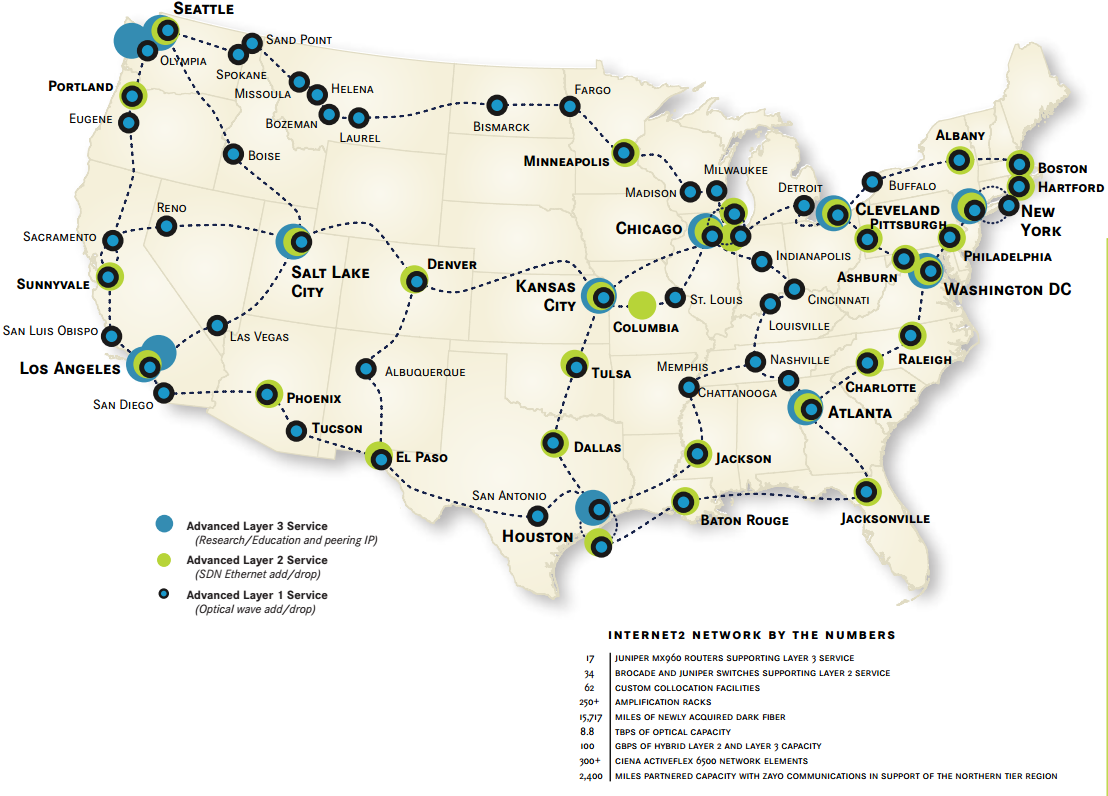 SEATTLE
SAND POINT
OLYMPIA
SPOKANE
MISSOULA
HELENA
PORTLAND
EUGENE
BOZEMAN
LAUREL
BISMARCK
FARGO
BOISE
MINNEAPOLIS
MADISON
MILWAUKEE
DETROIT
ALBANY
BOSTON
HARTFORD
BUFFALO
NEW
YORK
CLEVELAND
PITTSBURGH
PHILADELPHIA
RENO
SACRAMENTO
SUNNYVALE
SALT LAKE
CITY
DENVER
CHICAGO
INDIANAPOLIS
ASHBURN
WASHINGTON DC
KANSAS
CITY
COLUMBIA
ST. LOUIS
CINCINNATI
LOUISVILLE
SAN LUIS OBISPO
LAS VEGAS
LOS ANGELES
SAN DIEGO
ALBUQUERQUE
TULSA
MEMPHIS
NASHVILLE
CHATTANOOGA
RALEIGH
CHARLOTTE
ATLANTA
PHOENIX
TUCSON
EL PASO
DALLAS
JACKSON
SAN ANTONIO
HOUSTON
BATON ROUGE
JACKSONVILLE
Advanced Layer 3 Service
(Research/Education and peering IP)
Advanced Layer 2 Service
(SDN Ethernet add/drop)
Advanced Layer 1 Service
(Optical wave add/drop)
INTERNET2 NETWORK BY THE NUMBERS
17 JUNIPER MX960 ROUTERS SUPPORTING LAYER 3 SERVICE
34 BROCADE AND JUNIPER SWITCHES SUPPORTING LAYER 2 SERVICE
62 CUSTOM COLLOCATION FACILITIES
250+ AMPLIFICATION RACKS
15,717 MILES OF NEWLY ACQUIRED DARK FIBER
8.8 TBPS OF OPTICAL CAPACITY
100 GBPS OF HYBRID LAYER 2 AND LAYER 3 CAPACITY
300+ CIENA ACTIVEFLEX 6500 NETWORK ELEMENTS
2,400 MILES PARTNERED CAPACITY WITH ZAYO COMMUNICATIONS IN SUPPORT OF THE NORTHERN TIER REGION